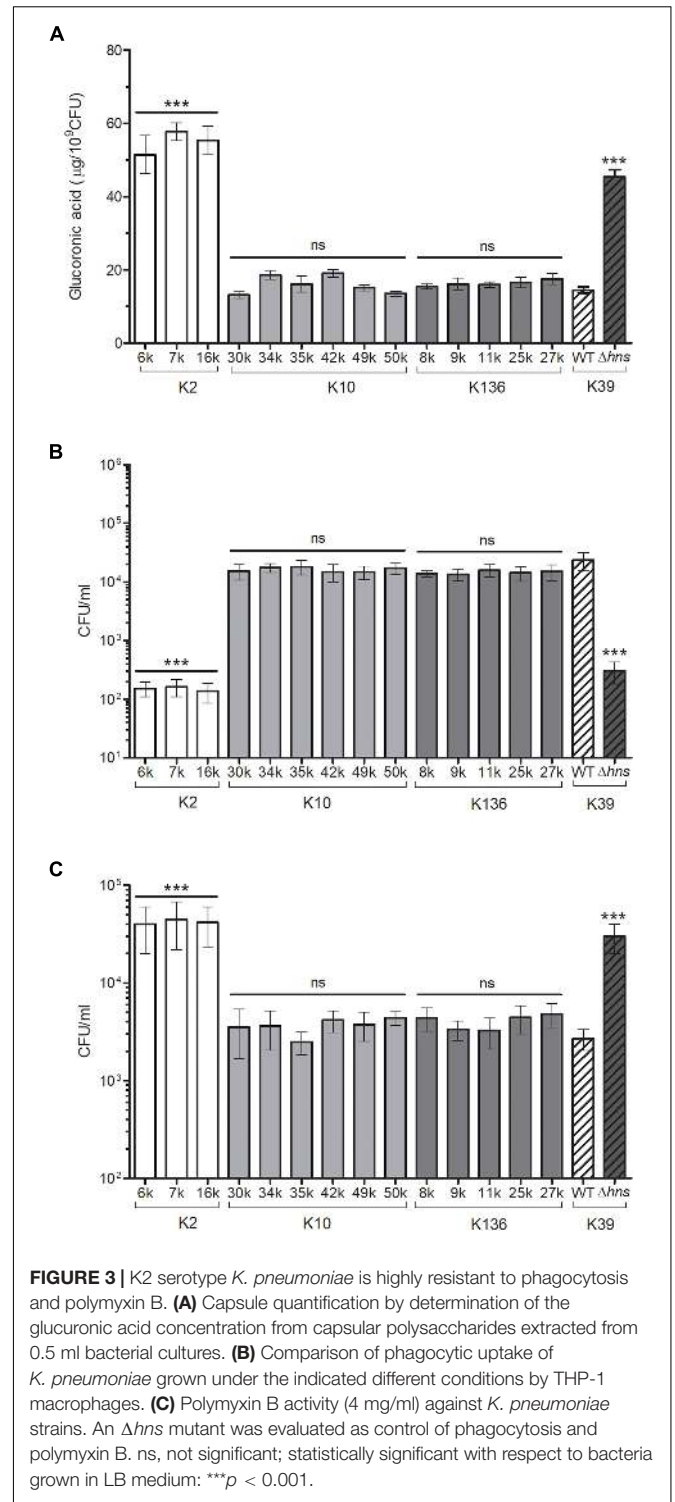 A
80
60
40
20
0
Glucoronic acid ( µg/10⁹CFU)
***
ns
ns
***
6k 7k 16k 30k 34k 35k 42k 49k 50k 8k 9k 11k 25k 27k WT Δhns
K2 K10 K136 K39
B
10⁶
10⁵
10⁴
10³
10²
10¹
CFU/ml
***
ns
ns
***
6k 7k 16k 30k 34k 35k 42k 49k 50k 8k 9k 11k 25k 27k WT Δhns
K2 K10 K136 K39
C
10⁵
10⁴
10³
10²
CFU/ml
***
ns
ns
***
6k 7k 16k 30k 34k 35k 42k 49k 50k 8k 9k 11k 25k 27k WT Δhns
K2 K10 K136 K39
FIGURE 3 | K2 serotype K. pneumoniae is highly resistant to phagocytosis
and polymyxin B. (A) Capsule quantification by determination of the
glucuronic acid concentration from capsular polysaccharides extracted from
0.5 ml bacterial cultures. (B) Comparison of phagocytic uptake of
K. pneumoniae grown under the indicated different conditions by THP-1
macrophages. (C) Polymyxin B activity (4 mg/ml) against K. pneumoniae
strains. An Δhns mutant was evaluated as control of phagocytosis and
polymyxin B. ns, not significant; statistically significant with respect to bacteria
grown in LB medium: ***p < 0.001.